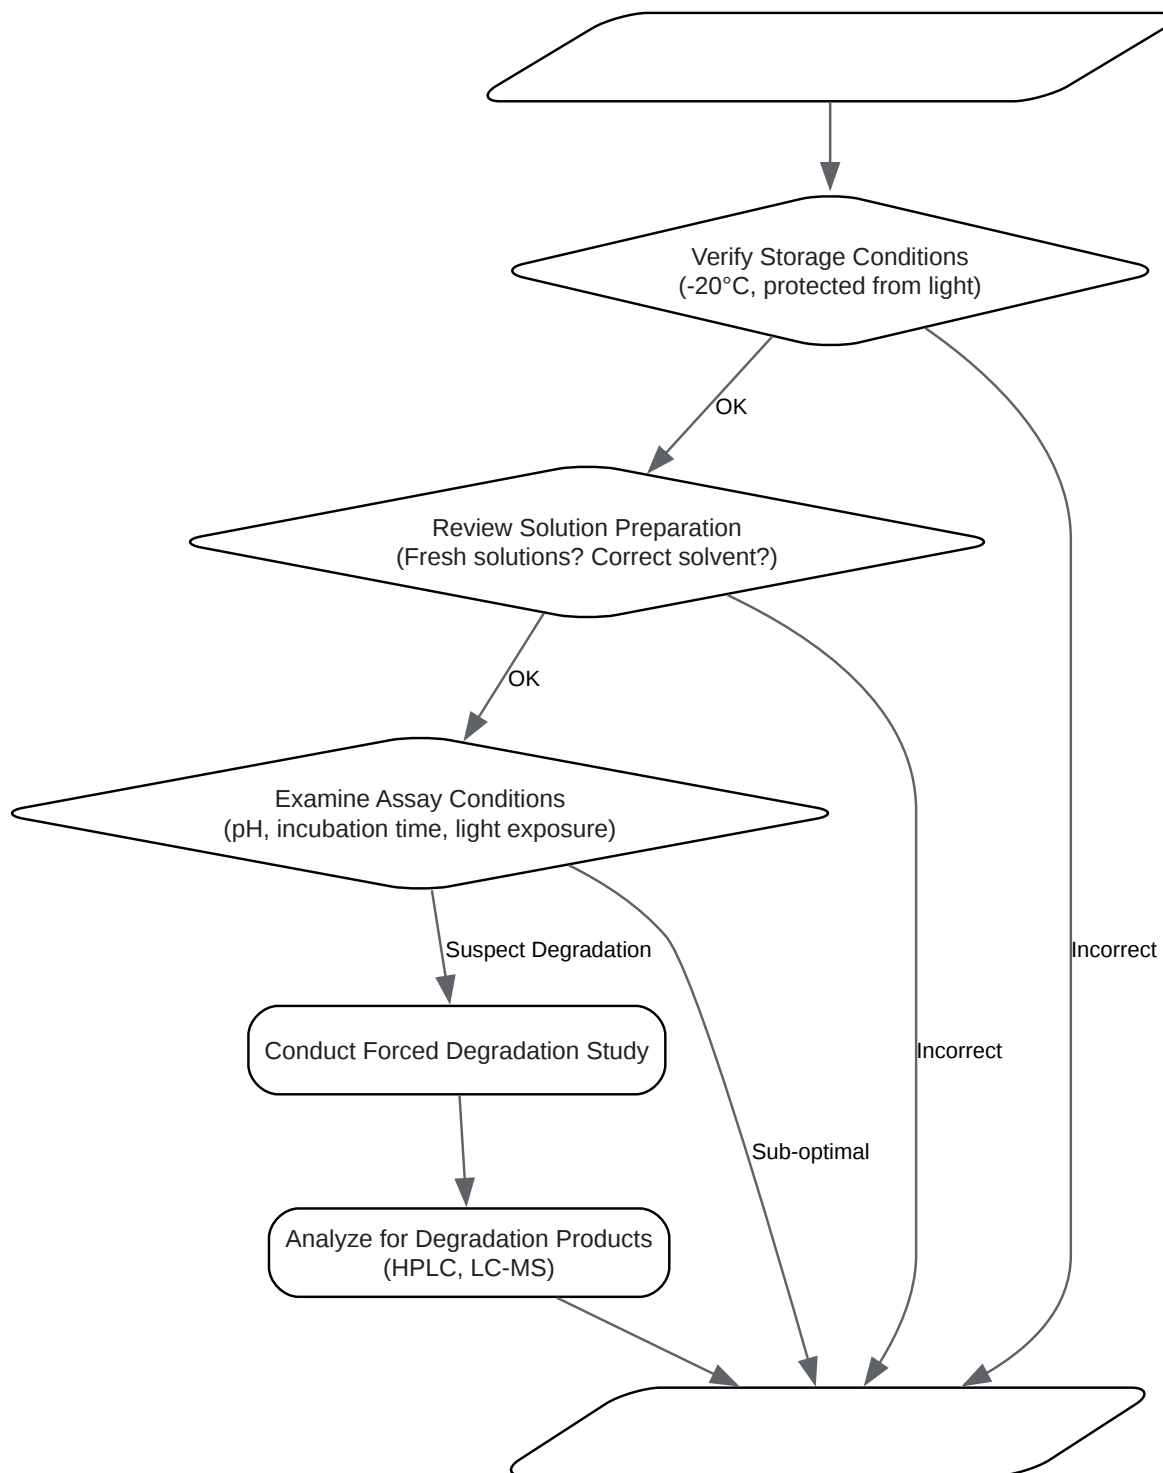 Verify Storage Conditions
(-20°C, protected from light)
OK
Review Solution Preparation
(Fresh solutions? Correct solvent?)
OK
Examine Assay Conditions
(pH, incubation time, light exposure)
Suspect Degradation
Incorrect
Conduct Forced Degradation Study
Incorrect
Sub-optimal
Analyze for Degradation Products
(HPLC, LC-MS)